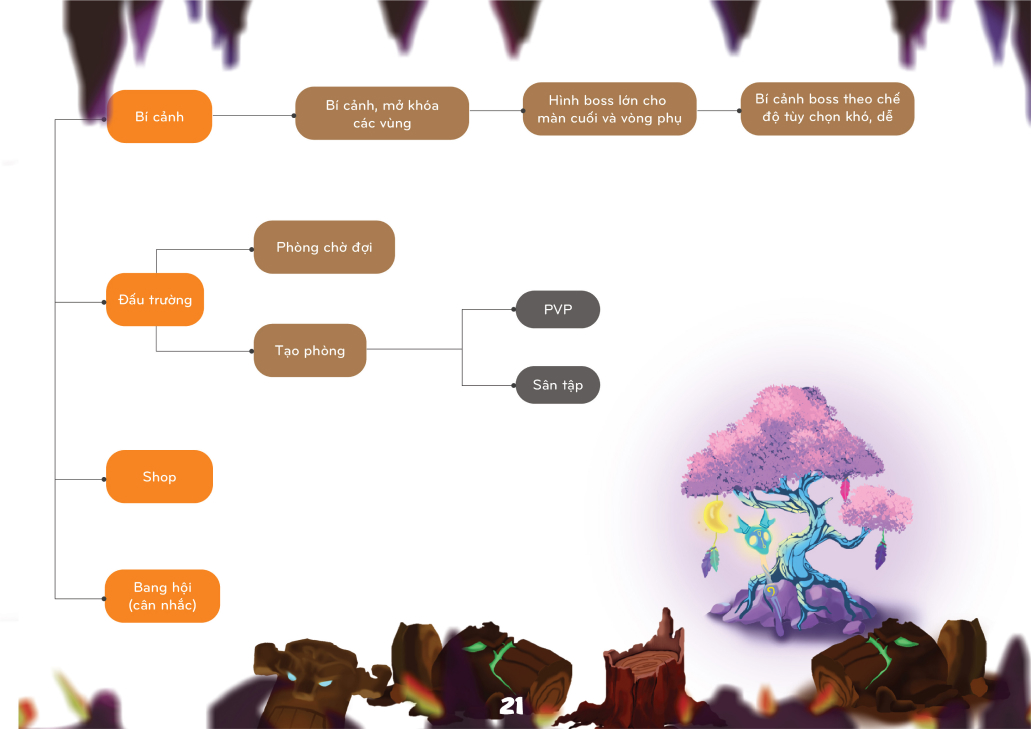 Bí cảnh
Bí cảnh, mở khóa
các vùng
Hình boss lớn cho
màn cuối và vòng phụ
Bí cảnh boss theo chế
độ tùy chọn khó, dễ
Phòng chờ đợi
Đấu trường
Tạo phòng
PVP
Sân tập
Shop
Bang hội
(cân nhắc)
21